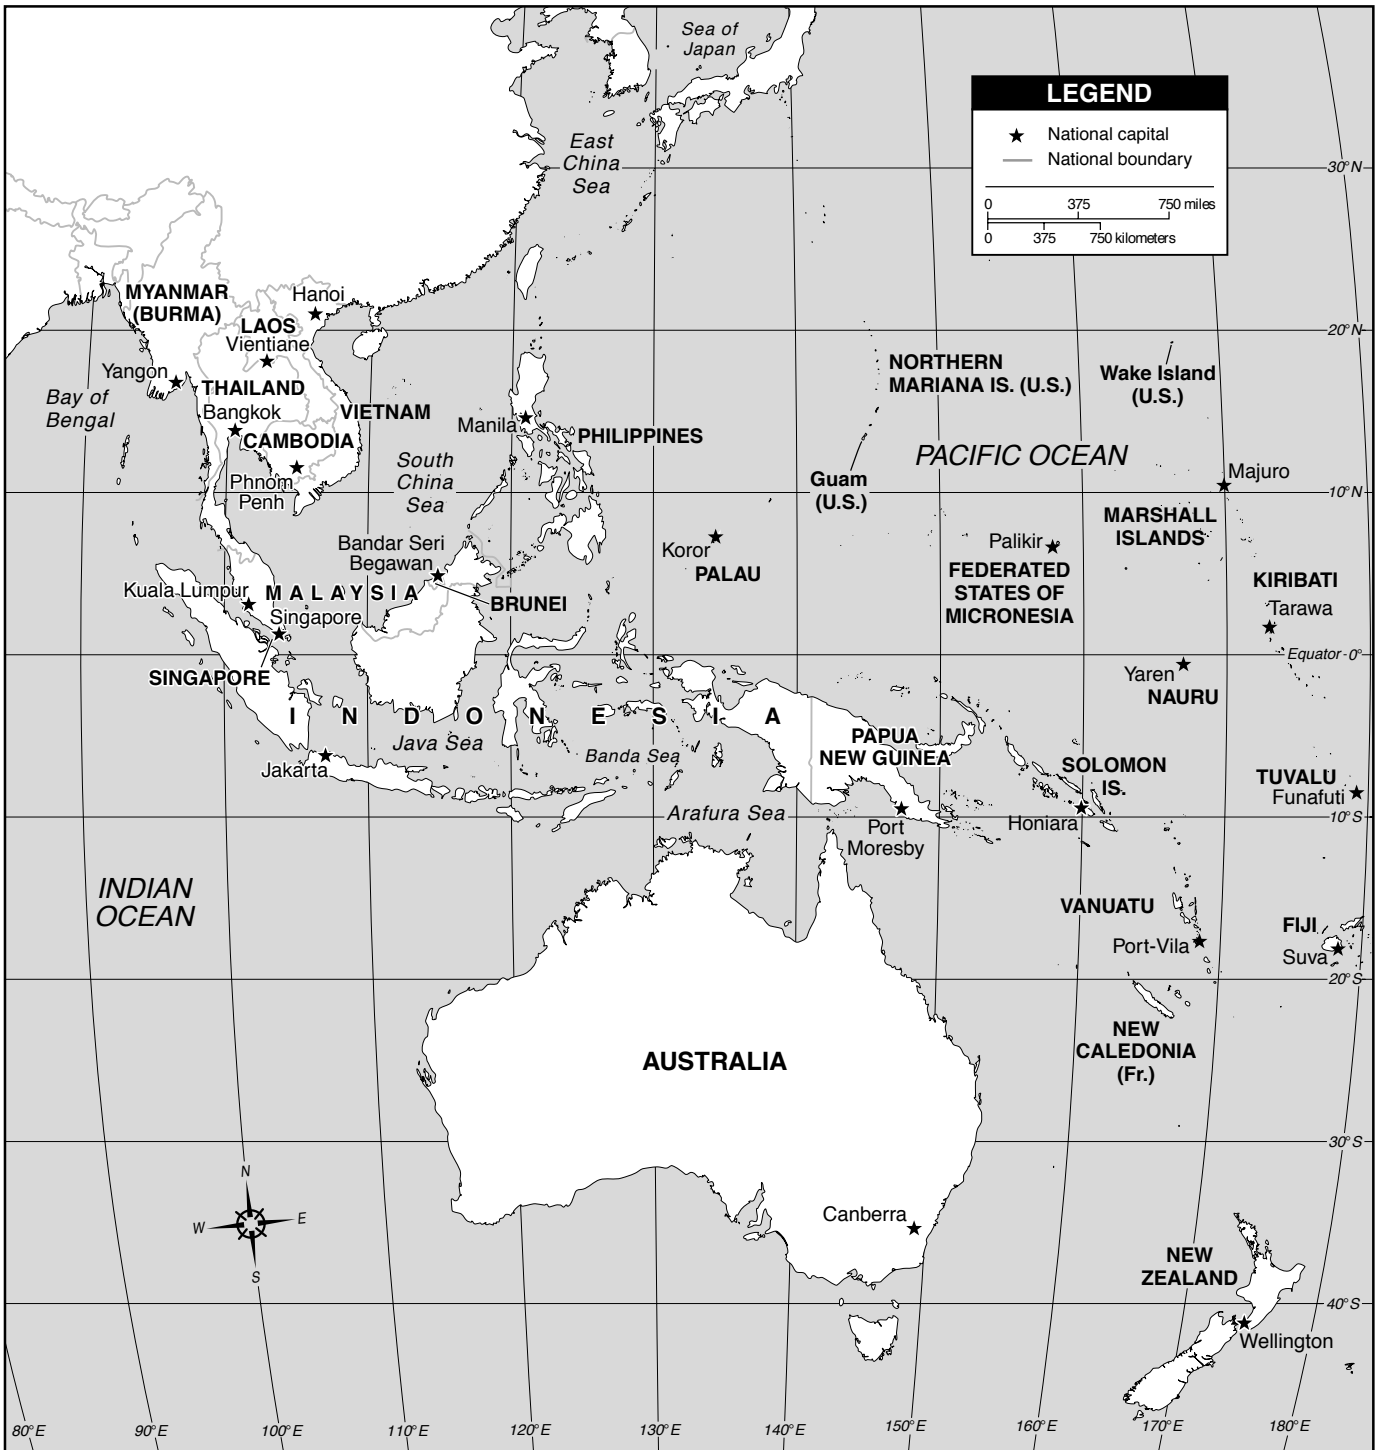 Sea of
Japan
LEGEND
National capital
National boundary
0 375 750 miles
0 375 750 kilometers
East
China
Sea
30°N
MYANMAR
(BURMA)
Hanoi
LAOS
Vientiane
20°N
Yangon
THAILAND
Bangkok
VIETNAM
CAMBODIA
Phnom
Penh
Bay of
Bengal
Manila
PHILIPPINES
NORTHERN
MARIANA IS. (U.S.)
Wake Island
(U.S.)
PACIFIC OCEAN
South
China
Sea
Guam
(U.S.)
Majuro
10°N
MARSHALL
ISLANDS
Bandar Seri
Begawan
Koror
PALAU
Palikir
FEDERATED
STATES OF
MICRONESIA
KIRIBATI
Tarawa
Kuala Lumpur
MALAYSIA
Singapore
BRUNEI
SINGAPORE
Equator 0°
Yaren
NAURU
INDONESIA
Java Sea
Banda Sea
Jakarta
PAPUA
NEW GUINEA
SOLOMON
IS.
TUVALU
Funafuti
Arafura Sea
Port
Moresby
Honiara
10°S
INDIAN
OCEAN
VANUATU
Port-Vila
FIJI
Suva
20°S
NEW
CALEDONIA
(Fr.)
AUSTRALIA
30°S
N
W E
S
Canberra
NEW
ZEALAND
40°S
Wellington
80°E 90°E 100°E 110°E 120°E 130°E 140°E 150°E 160°E 170°E 180°E